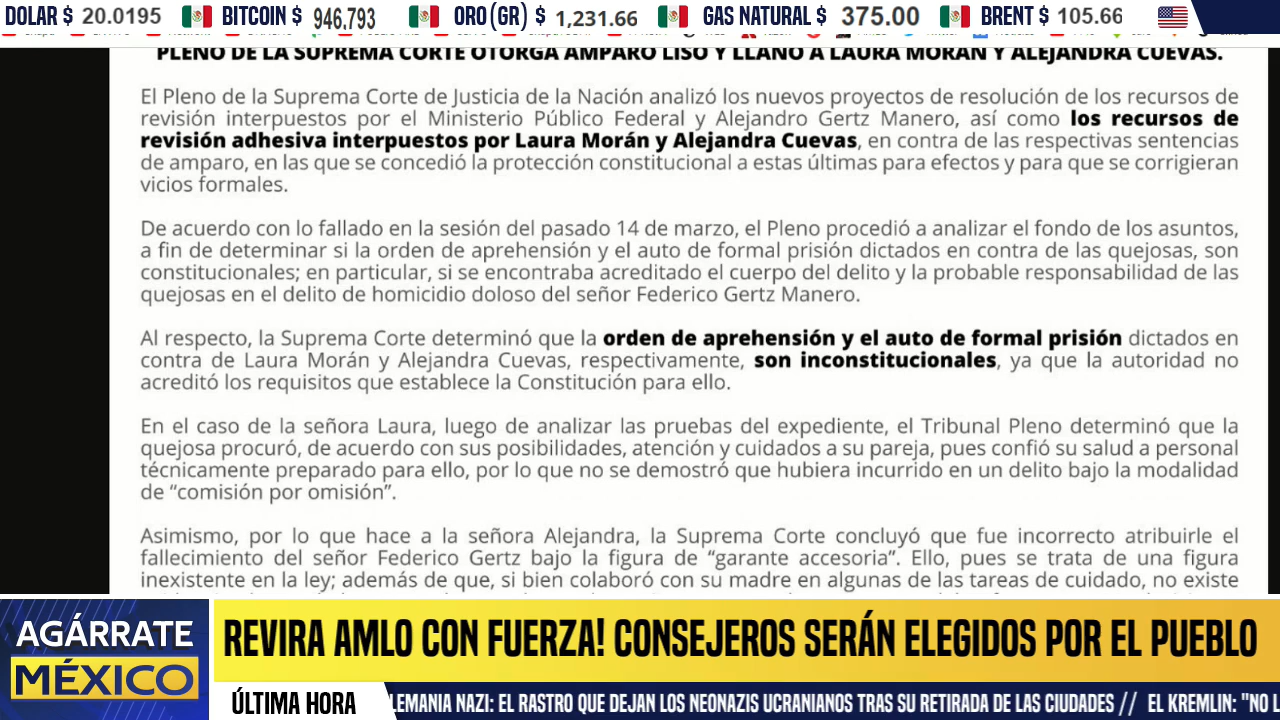 DOLAR $ 20.0195 BITCOIN $ 946,793 ORO (GR) $ 1,231.66 GAS NATURAL $ 375.00 BRENT $ 105.66
PLENO DE LA SUPREMA CORTE OTORGA AMPARO LISO Y LLANO A LAURA MORÁN Y ALEJANDRA CUEVAS.
El Pleno de la Suprema Corte de Justicia de la Nación analizó los nuevos proyectos de resolución de los recursos de
revisión interpuestos por el Ministerio Público Federal y Alejandro Gertz Manero, así como los recursos de
revisión adhesiva interpuestos por Laura Morán y Alejandra Cuevas, en contra de las respectivas sentencias
de amparo, en las que se concedió la protección constitucional a estas últimas para efectos y para que se corrigieran
vicios formales.
De acuerdo con lo fallado en la sesión del pasado 14 de marzo, el Pleno procedió a analizar el fondo de los asuntos,
a fin de determinar si la orden de aprehensión y el auto de formal prisión dictados en contra de las quejosas, son
constitucionales; en particular, si se encontraba acreditado el cuerpo del delito y la probable responsabilidad de las
quejosas en el delito de homicidio doloso del señor Federico Gertz Manero.
Al respecto, la Suprema Corte determinó que la orden de aprehensión y el auto de formal prisión dictados en
contra de Laura Morán y Alejandra Cuevas, respectivamente, son inconstitucionales, ya que la autoridad no
acreditó los requisitos que establece la Constitución para ello.
En el caso de la señora Laura, luego de analizar las pruebas del expediente, el Tribunal Pleno determinó que la
quejosa procuró, de acuerdo con sus posibilidades, atención y cuidados a su pareja, pues confió su salud a personal
técnicamente preparado para ello, por lo que no se demostró que hubiera incurrido en un delito bajo la modalidad
de “comisión por omisión”.
Asimismo, por lo que hace a la señora Alejandra, la Suprema Corte concluyó que fue incorrecto atribuirle el
fallecimiento del señor Federico Gertz bajo la figura de “garante accesoria”. Ello, pues se trata de una figura
inexistente en la ley; además de que, si bien colaboró con su madre en algunas de las tareas de cuidado, no existe
AGÁRRATE
MÉXICO
REVIRA AMLO CON FUERZA! CONSEJEROS SERÁN ELEGIDOS POR EL PUEBLO
ÚLTIMA HORA
LEMANIA NAZI: EL RASTRO QUE DEJAN LOS NEONAZIS UCRANIANOS TRAS SU RETIRADA DE LAS CIUDADES // EL KREMLIN: "NO L